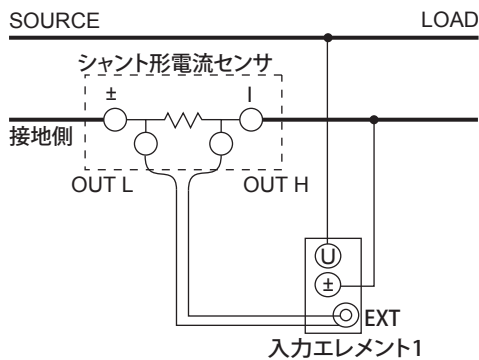 SOURCE
LOAD
シャント形電流センサ
±
I
接地側
OUT L
OUT H
U
±
EXT
入力エレメント1